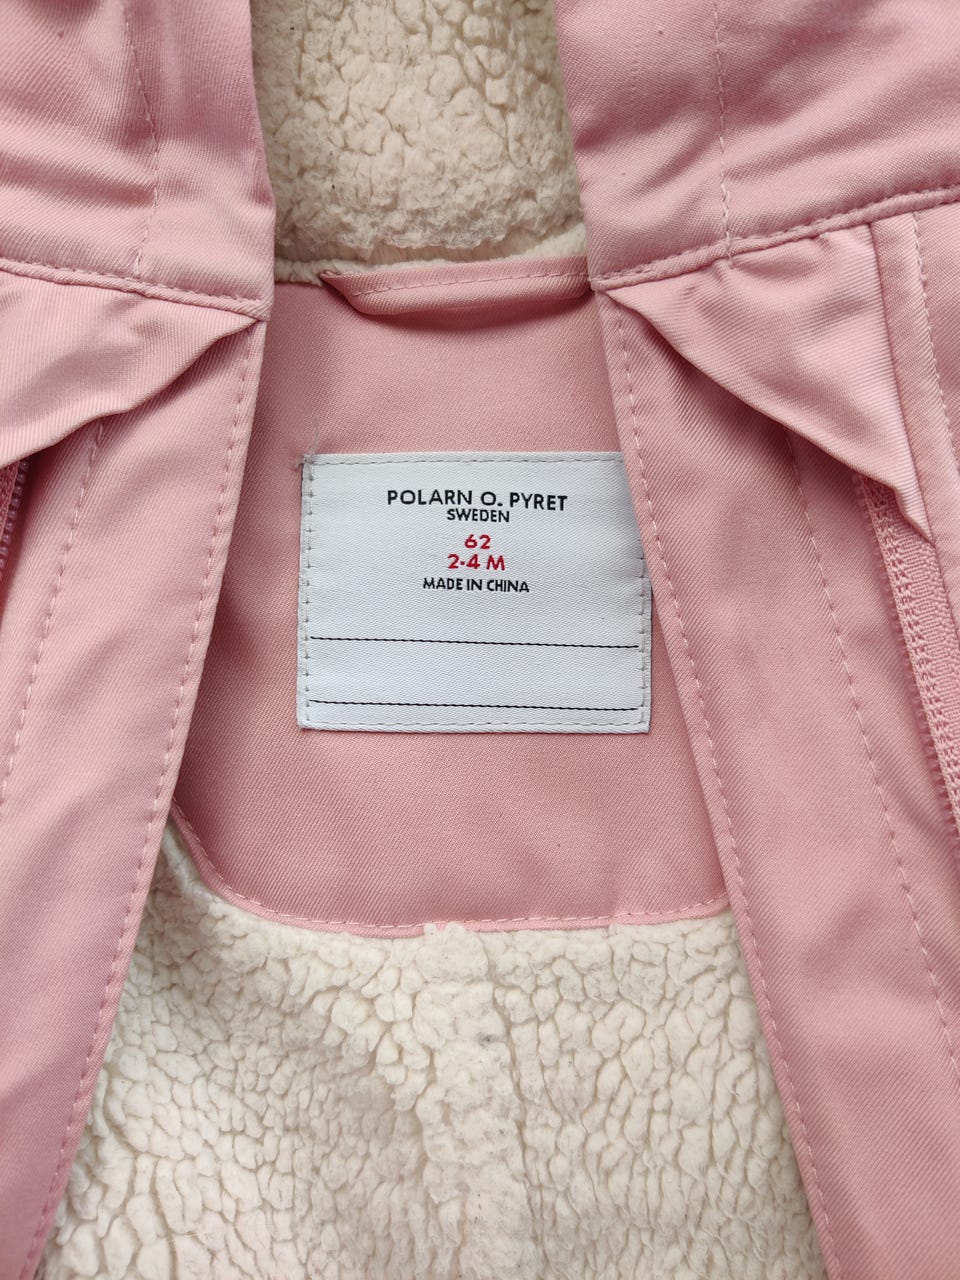 POLARN O. PYRET
SWEDEN
62
2-4 M
MADE IN CHINA